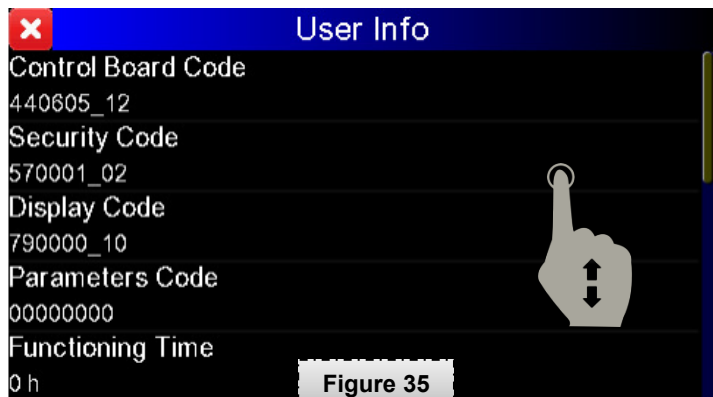 User Info
Control Board Code
440605_12
Security Code
570001_02
Display Code
790000_10
Parameters Code
00000000
Functioning Time
0 h
Figure 35